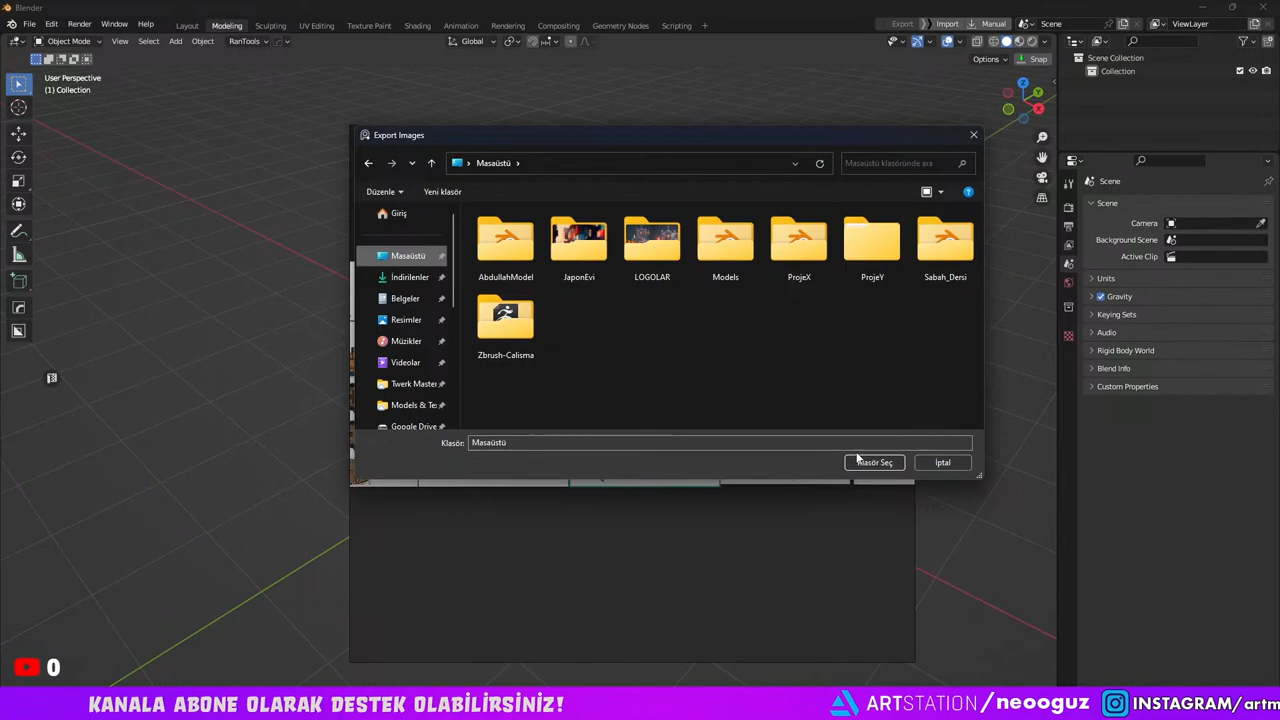 Blender
File Edit Render Window Help Layout Modeling Sculpting UV Editing Texture Paint Shading Animation Rendering Compositing Geometry Nodes Scripting + Export Import Manual Scene ViewLayer
Object Mode View Select Add Object RanTools Global
Options Snap
User Perspective
(1) Collection
Scene Collection
Collection
Export Images
Masaüstü
Masaüstü klasöründe ara
Düzenle Yeni klasör
Giriş
Masaüstü
İndirilenler
Belgeler
Resimler
Müzikler
Videolar
Twerk Master
Models & Te
Google Drive
AbdullahModel JaponEvi LOGOLAR Models ProjeX ProjeY Sabah_Dersi
Zbrush-Calisma
Klasör: Masaüstü
Klasör Seç İptal
Scene
Scene
Camera
Background Scene
Active Clip
Units
Gravity
Keying Sets
Audio
Rigid Body World
Blend Info
Custom Properties
0
KANALA ABONE OLARAK DESTEK OLABİLİRSİNİZ! ARTSTATION/neooguz INSTAGRAM/artm